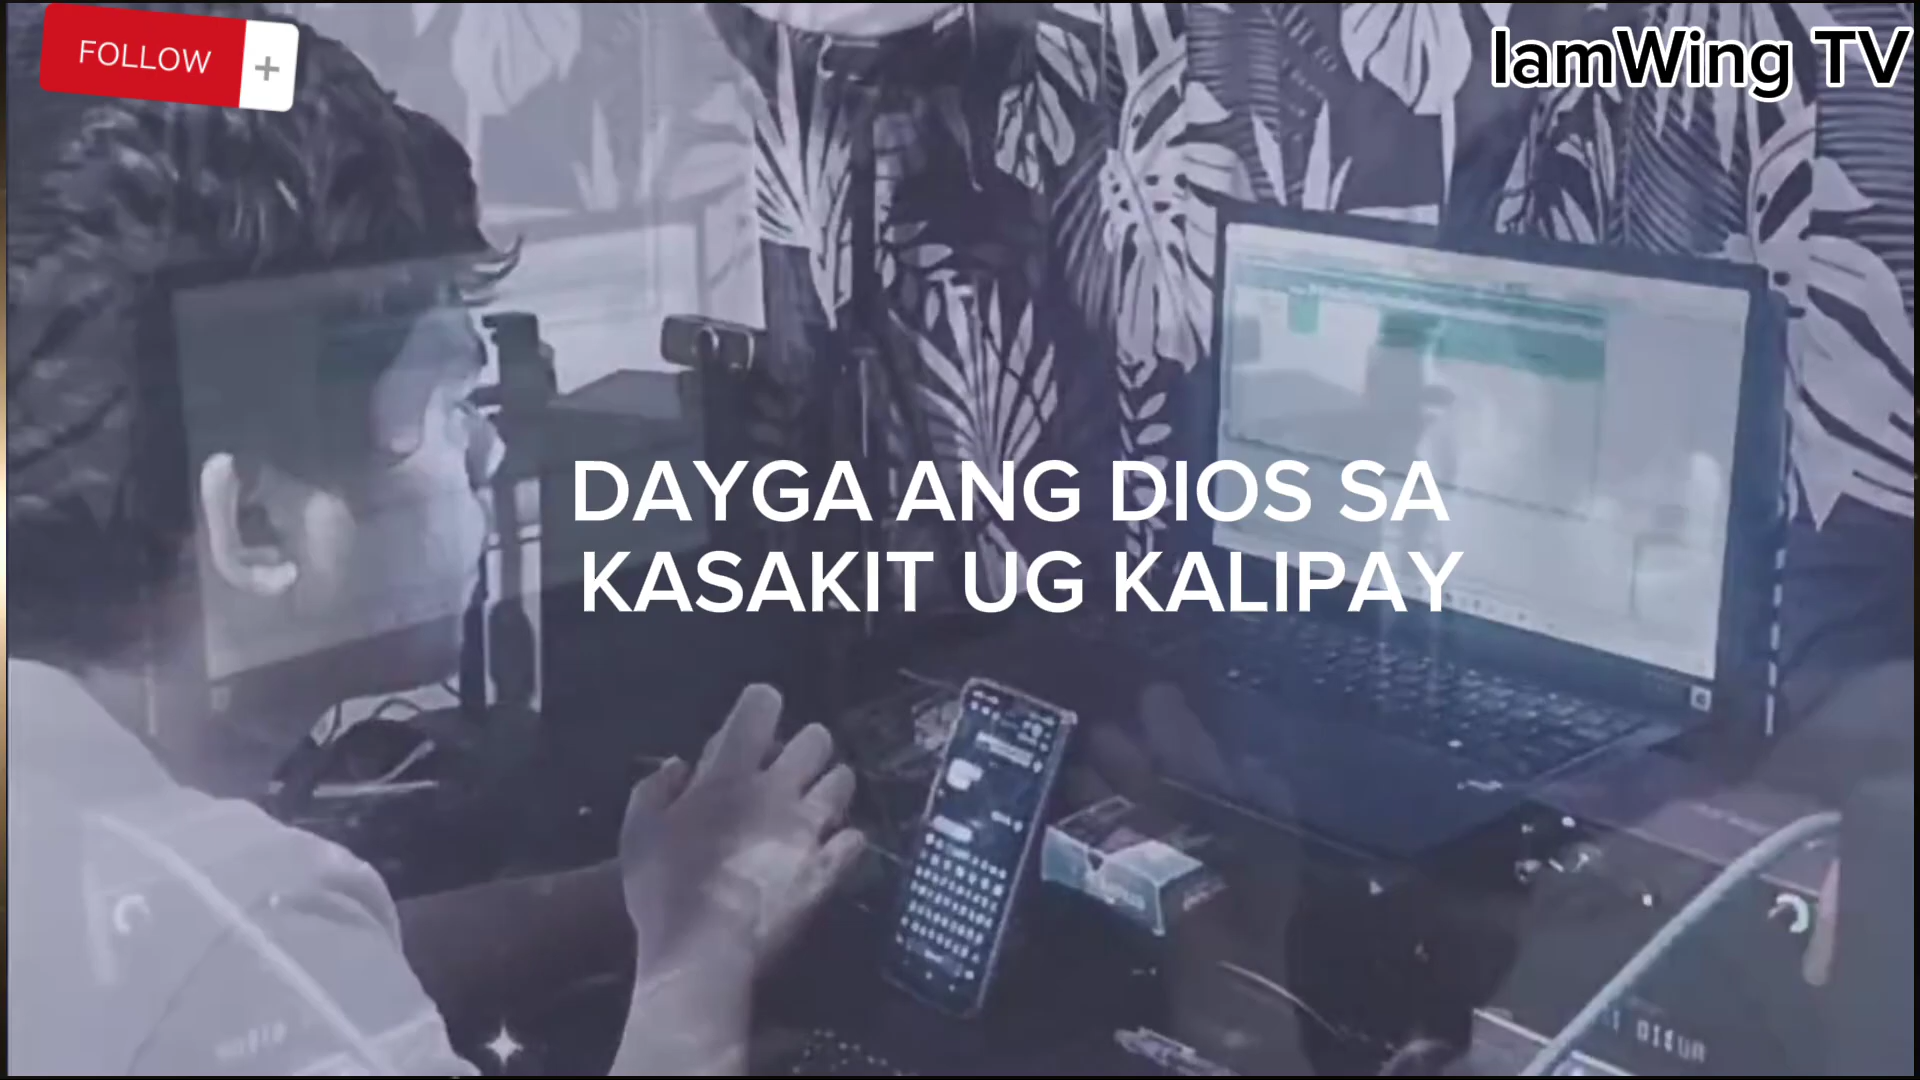 FOLLOW +
IamWing TV
DAYGA ANG DIOS SA
KASAKIT UG KALIPAY